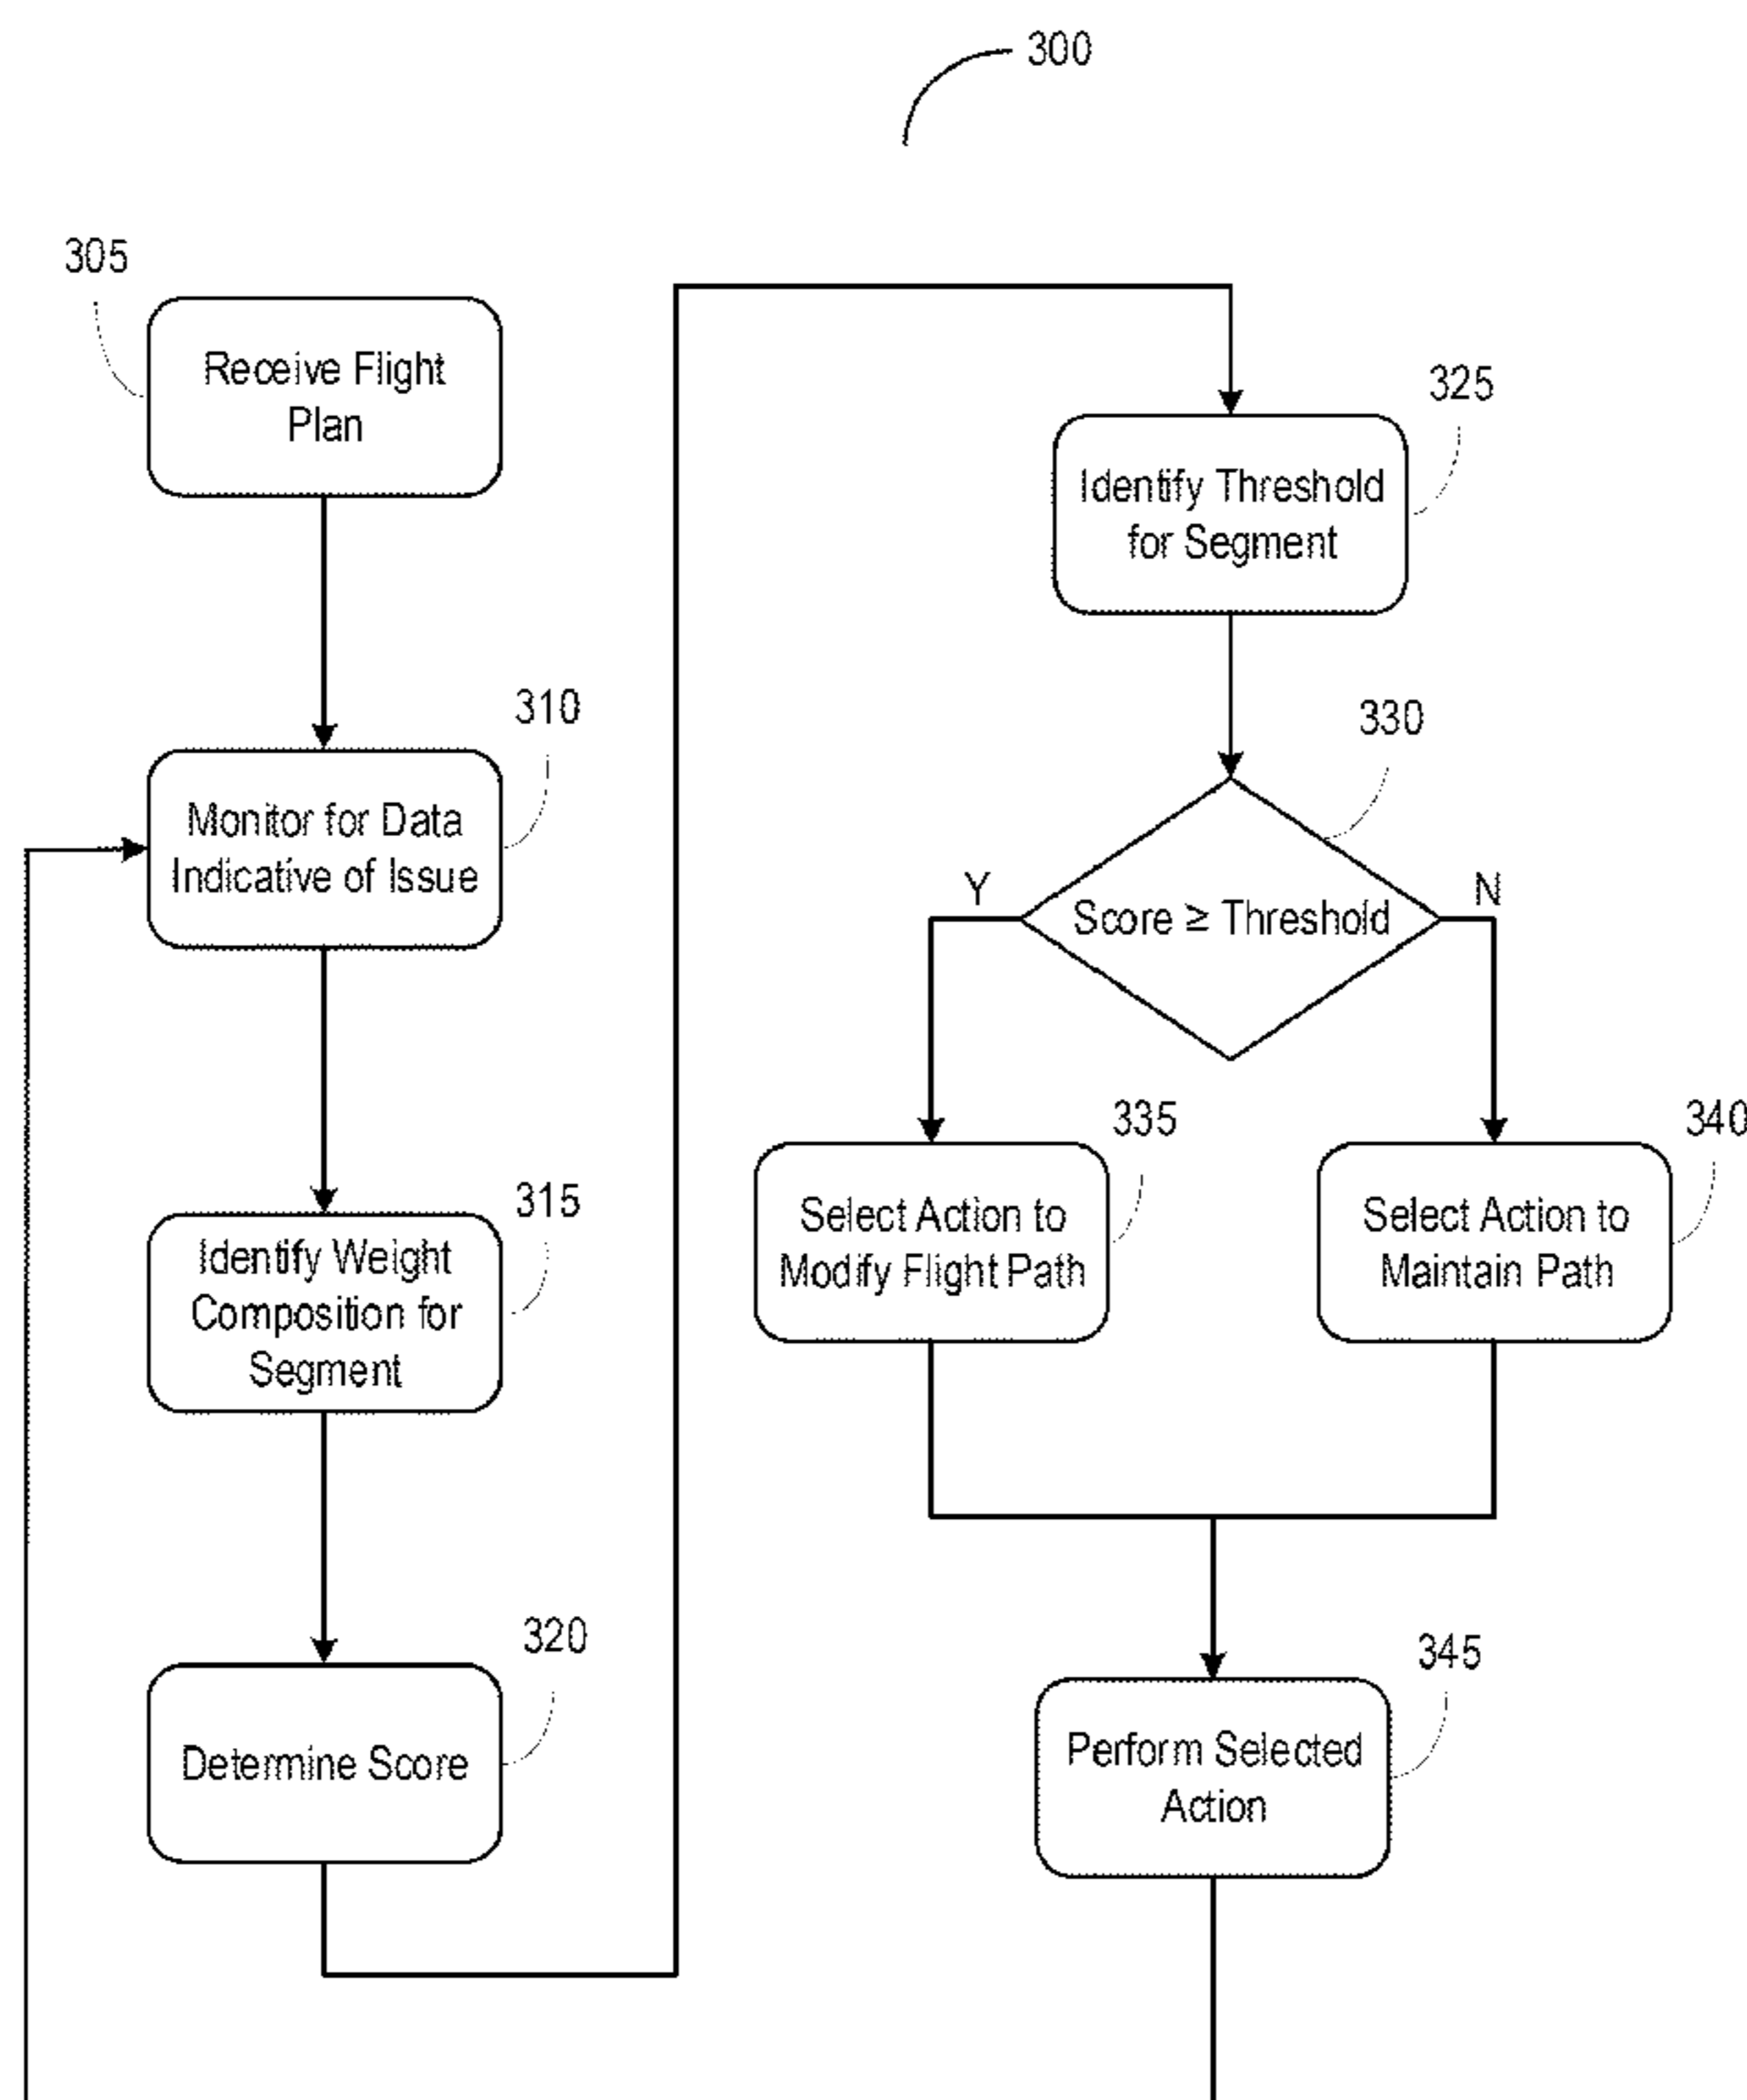 300
305
Receive Flight
Plan
310
Monitor for Data
Indicative of Issue
315
Identify Weight
Composition for
Segment
320
Determine Score
325
Identify Threshold
for Segment
330
Score ≥ Threshold
Y
N
335
Select Action to
Modify Flight Path
340
Select Action to
Maintain Path
345
Perform Selected
Action